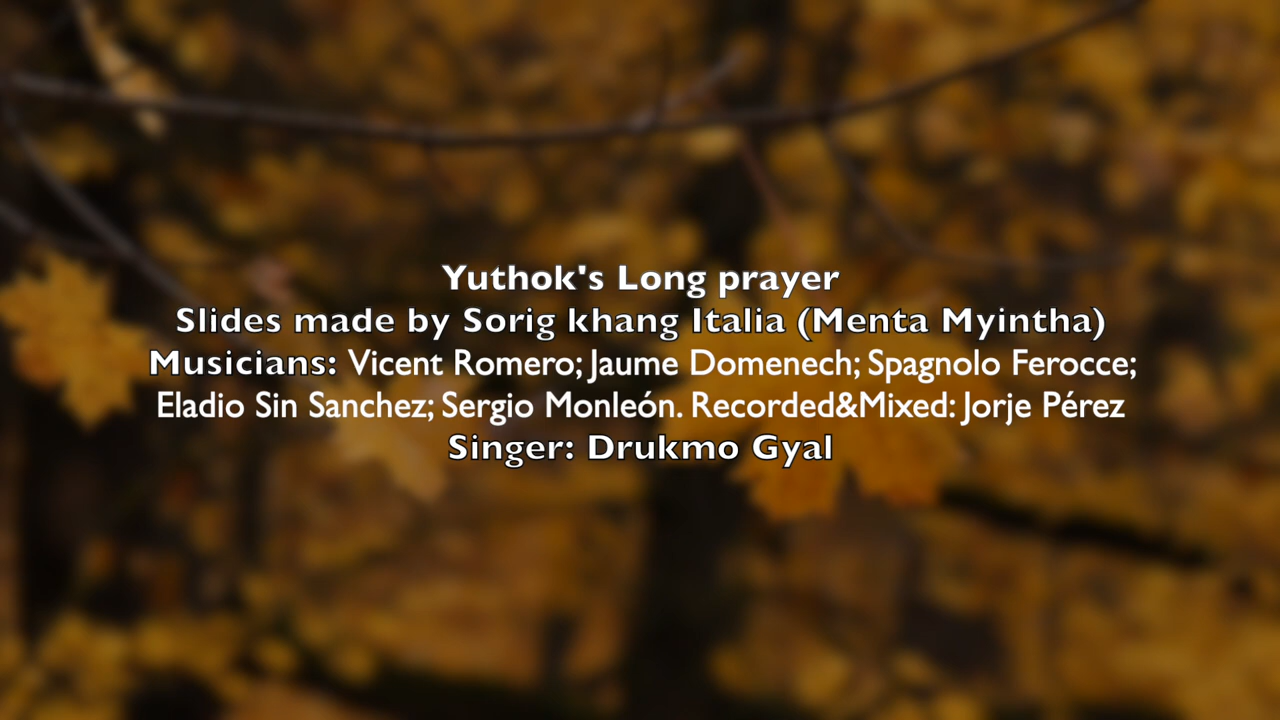 Yuthok's Long prayer
Slides made by Sorig khang Italia (Menta Myintha)
Musicians: Vicent Romero; Jaume Domenech; Spagnolo Ferocce;
Eladio Sin Sanchez; Sergio Monleón. Recorded&Mixed: Jorje Pérez
Singer: Drukmo Gyal